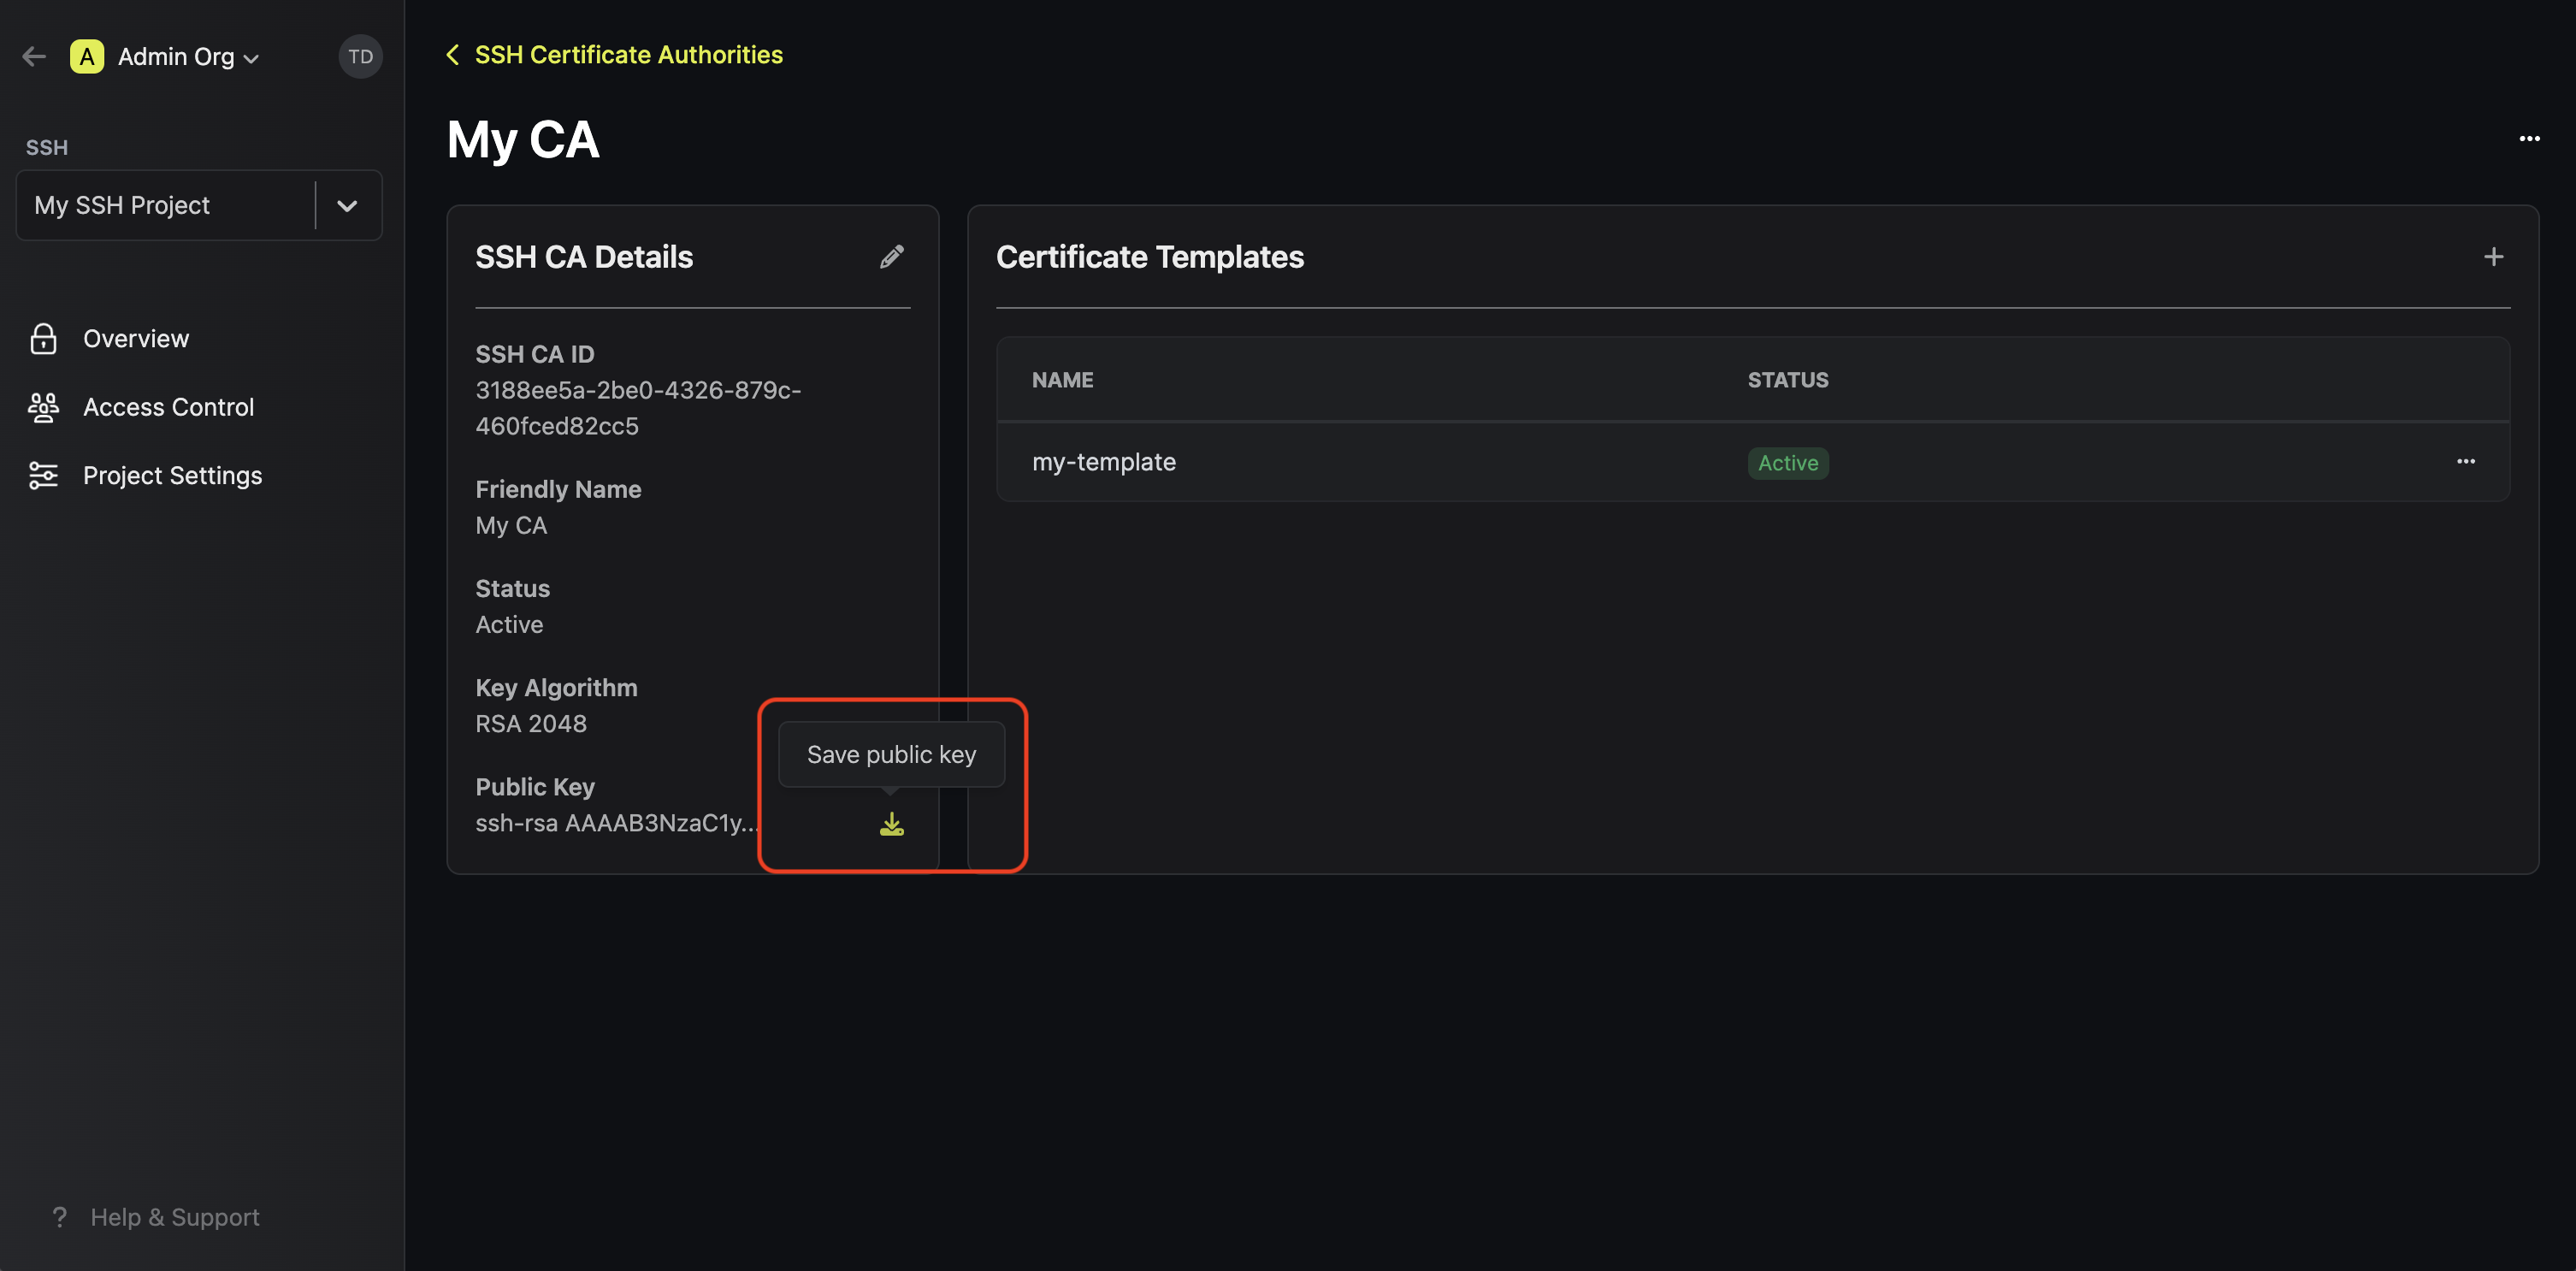 A Admin Org
TD
SSH
My SSH Project
Overview
Access Control
Project Settings
? Help & Support
SSH Certificate Authorities
My CA
SSH CA Details
SSH CA ID
3188ee5a-2be0-4326-879c-
460fced82cc5
Friendly Name
My CA
Status
Active
Key Algorithm
RSA 2048
Public Key
ssh-rsa AAAAB3NzaC1y...
Save public key
Certificate Templates
NAME STATUS
my-template Active